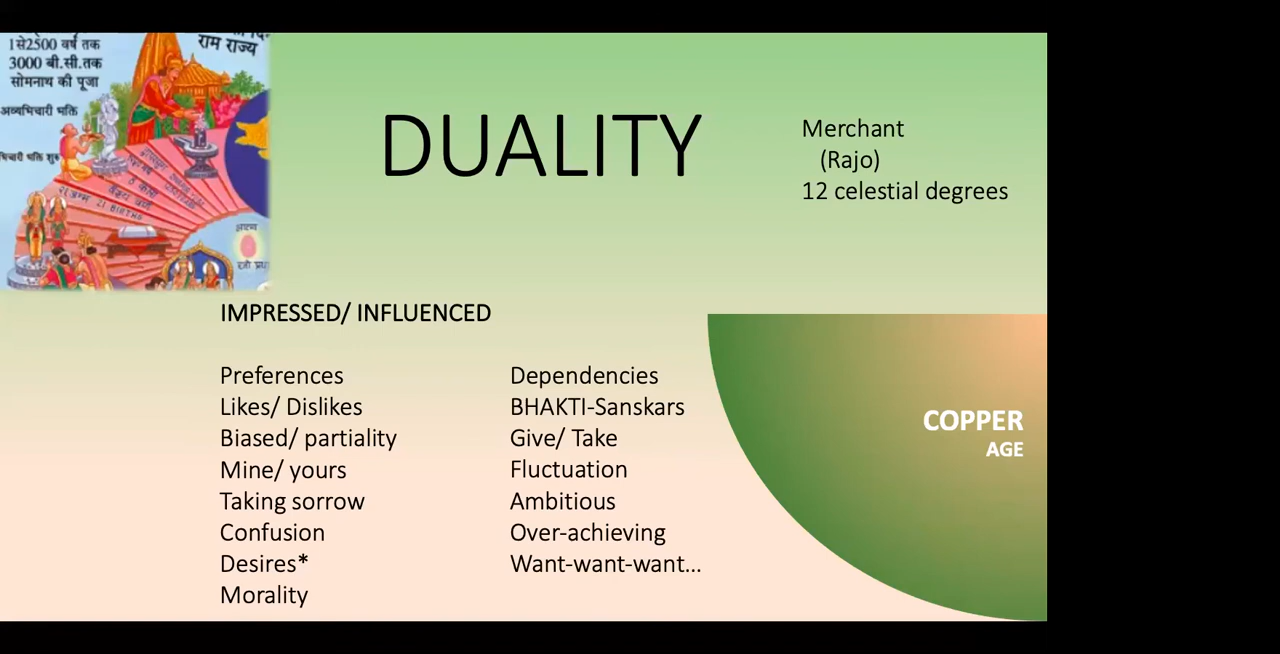 1से2500 वर्ष तक
3000 बी.सी.तक
सोमनाथ की पूजा
राम राज्य
अव्यभिचारी भक्ति
21 BIRTHS
DUALITY
Merchant
(Rajo)
12 celestial degrees
IMPRESSED/ INFLUENCED
Preferences
Likes/ Dislikes
Biased/ partiality
Mine/ yours
Taking sorrow
Confusion
Desires*
Morality
Dependencies
BHAKTI-Sanskars
Give/ Take
Fluctuation
Ambitious
Over-achieving
Want-want-want...
COPPER
AGE